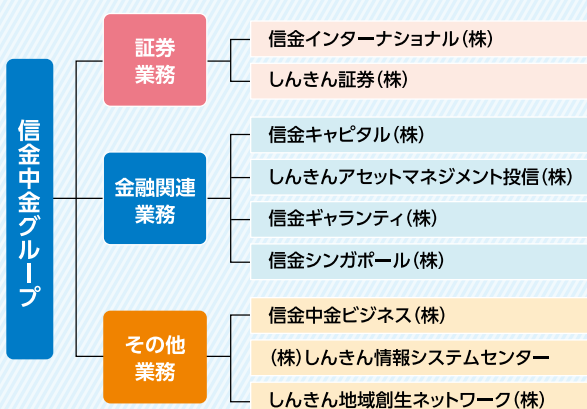 信金中金グループ
証券
業務
信金インターナショナル(株)
しんきん証券(株)
金融関連
業務
信金キャピタル(株)
しんきんアセットマネジメント投信(株)
信金ギャランティ(株)
信金シンガポール(株)
その他
業務
信金中金ビジネス(株)
(株)しんきん情報システムセンター
しんきん地域創生ネットワーク(株)